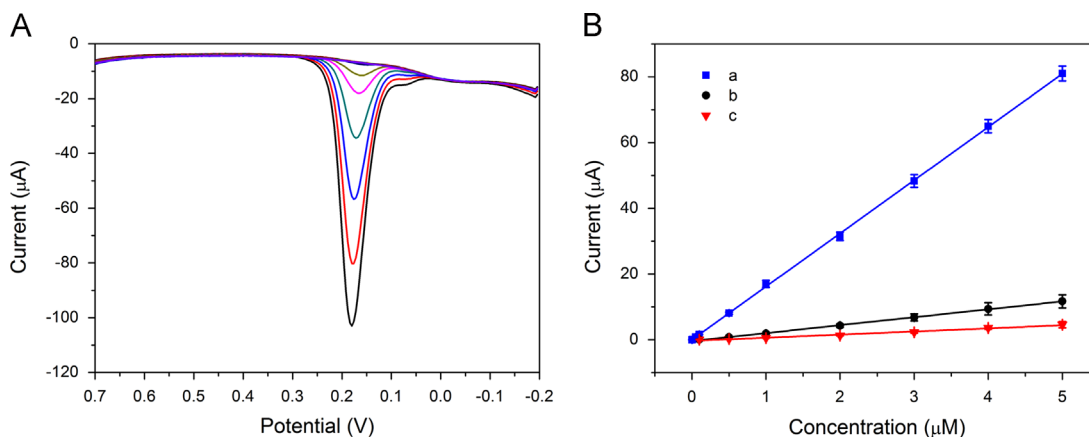 A
0
-20
-40
-60
-80
-100
-120
Current (μA)
0.7 0.6 0.5 0.4 0.3 0.2 0.1 0.0 -0.1 -0.2
Potential (V)
B
80
60
40
20
0
Current (μA)
a
b
c
0 1 2 3 4 5
Concentration (μM)